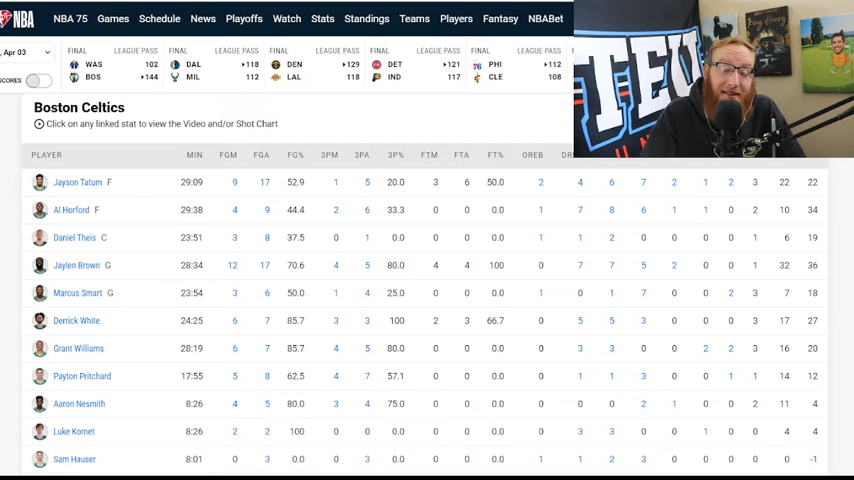 NBA NBA 75 Games Schedule News Playoffs Watch Stats Standings Teams Players Fantasy NBABet
, Apr 03
FINAL LEAGUE PASS FINAL LEAGUE PASS FINAL LEAGUE PASS FINAL LEAGUE PASS FINAL LEAGUE PASS
WAS 102 DAL 118 DEN 129 DET 121 PHI 112
SCORES BOS 144 MIL 112 LAL 118 IND 117 CLE 108
TEU
Boston Celtics
Click on any linked stat to view the Video and/or Shot Chart
PLAYER MIN FGM FGA FG% 3PM 3PA 3P% FTM FTA FT% OREB
Jayson Tatum F 29:09 9 17 52.9 1 5 20.0 3 6 50.0 2 4 6 7 2 1 2 3 22 22
Al Horford F 29:38 4 9 44.4 2 6 33.3 0 0 0.0 1 7 8 6 1 1 0 2 10 34
Daniel Theis C 23:51 3 8 37.5 0 1 0.0 0 0 0.0 1 1 2 0 0 0 0 1 6 19
Jaylen Brown G 28:34 12 17 70.6 4 5 80.0 4 4 100 0 7 7 5 2 0 0 1 32 36
Marcus Smart G 23:54 3 6 50.0 1 4 25.0 0 0 0.0 1 0 1 7 0 0 2 3 7 18
Derrick White 24:25 6 7 85.7 3 3 100 2 3 66.7 0 5 5 3 0 0 0 3 17 27
Grant Williams 28:19 6 7 85.7 4 5 80.0 0 0 0.0 0 3 3 0 0 2 2 3 16 20
Payton Pritchard 17:55 5 8 62.5 4 7 57.1 0 0 0.0 0 1 1 3 0 0 1 1 14 12
Aaron Nesmith 8:26 4 5 80.0 3 4 75.0 0 0 0.0 0 0 0 2 1 0 0 2 11 4
Luke Kornet 8:26 2 2 100 0 0 0.0 0 0 0.0 0 3 3 0 0 1 0 0 4 4
Sam Hauser 8:01 0 3 0.0 0 3 0.0 0 0 0.0 1 1 2 3 0 0 0 0 0 -1